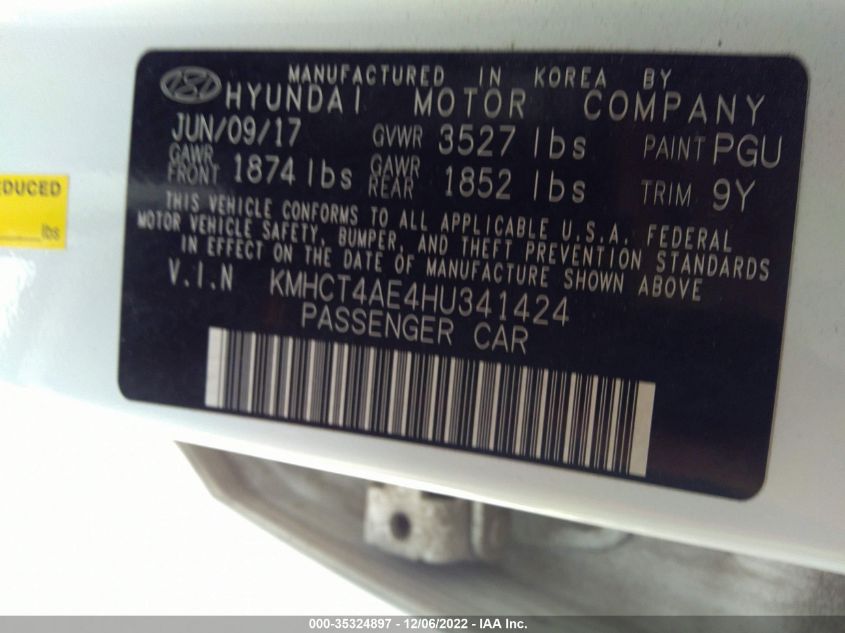 MANUFACTURED IN KOREA BY
HYUNDAI MOTOR COMPANY
JUN/09/17 GVWR 3527 lbs PAINT PGU
GAWR FRONT 1874 lbs GAWR REAR 1852 lbs TRIM 9Y
THIS VEHICLE CONFORMS TO ALL APPLICABLE U.S.A. FEDERAL
MOTOR VEHICLE SAFETY, BUMPER, AND THEFT PREVENTION STANDARDS
IN EFFECT ON THE DATE OF MANUFACTURE SHOWN ABOVE
V.I.N KMHCT4AE4HU341424
PASSENGER CAR
EDUCED
lbs
000-35324897 - 12/06/2022 - IAA Inc.